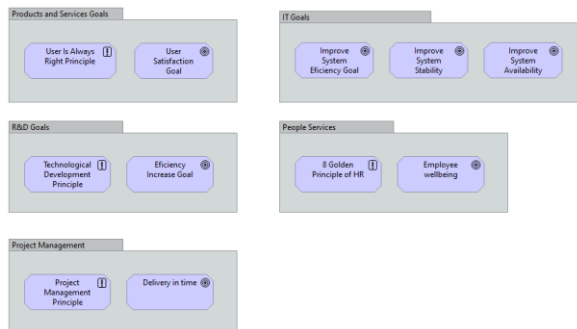 Products and Services Goals
User Is Always
Right Principle
User
Satisfaction
Goal
IT Goals
Improve
System
Eficiency Goal
Improve
System
Stability
Improve
System
Availability
R&D Goals
Technological
Development
Principle
Eficiency
Increase Goal
People Services
8 Golden
Principle of HR
Employee
wellbeing
Project Management
Project
Management
Principle
Delivery in time